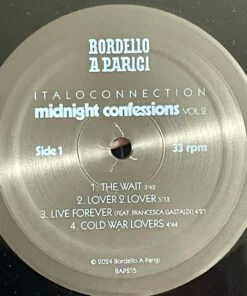 BORDELLO
A PARIGI
ITALOCONNECTION
midnight confessions VOL 2
Side 1
33 rpm
1. THE WAIT 3'42
2. LOVER 2 LOVER 5'13
3. LIVE FOREVER (FEAT. FRANCESCA GASTALDI) 4'21
4. COLD WAR LOVERS 4'44
© 2024 Bordello A Parigi
BAP215